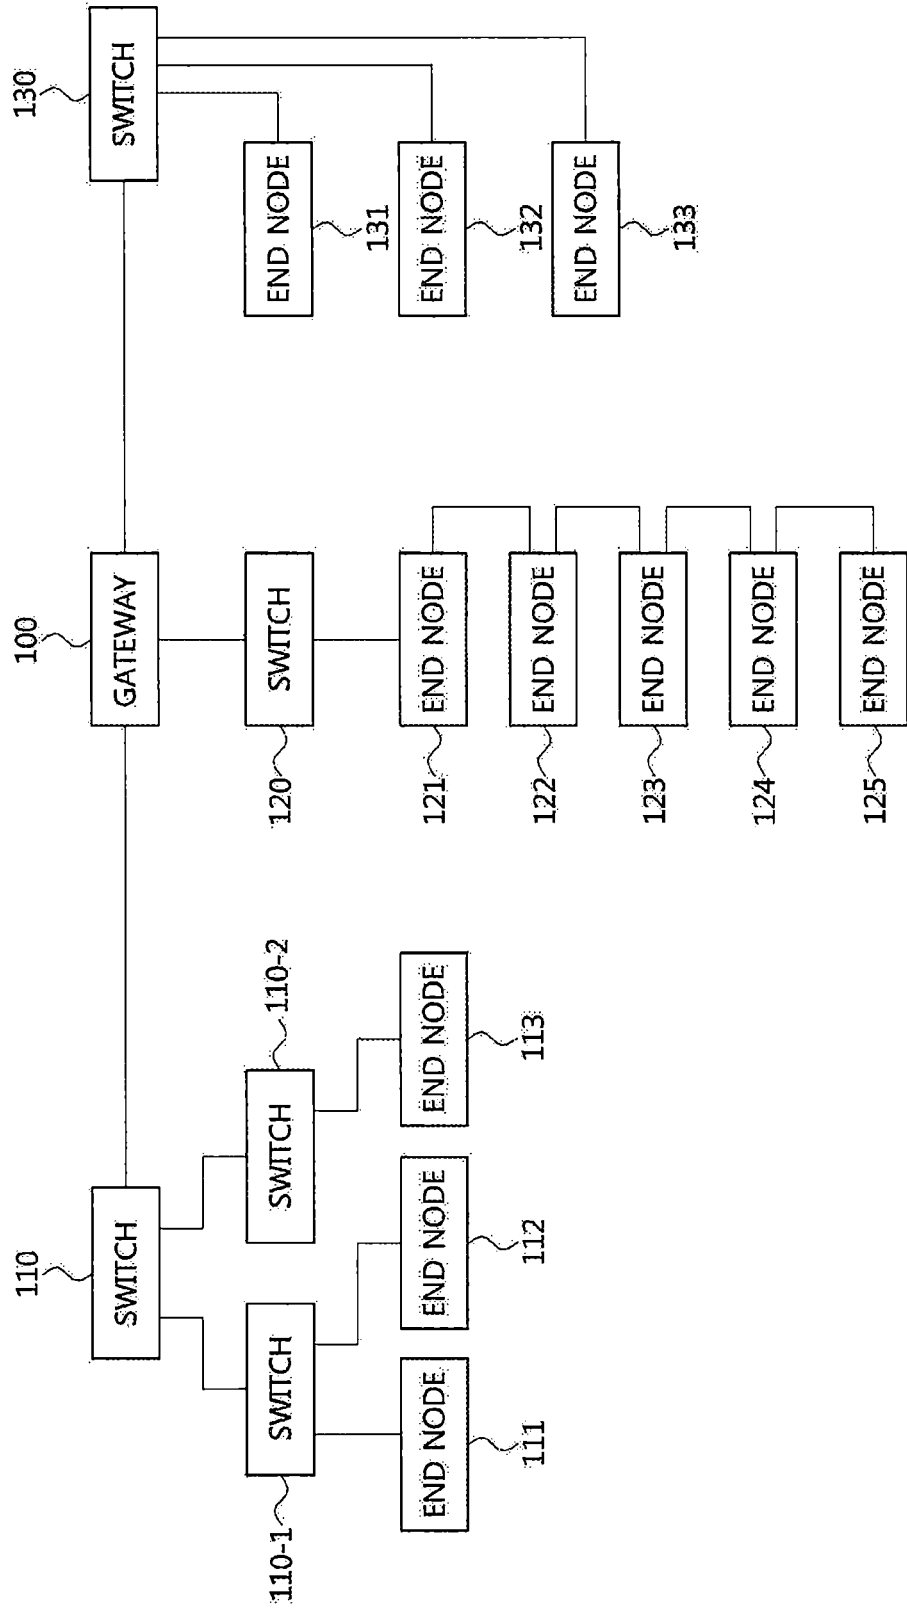 100
GATEWAY
110
SWITCH
130
SWITCH
110-1
SWITCH
SWITCH
110-2
120
SWITCH
END NODE
131
END NODE
111
END NODE
112
END NODE
113
121
END NODE
END NODE
132
122
END NODE
123
END NODE
END NODE
133
124
END NODE
125
END NODE